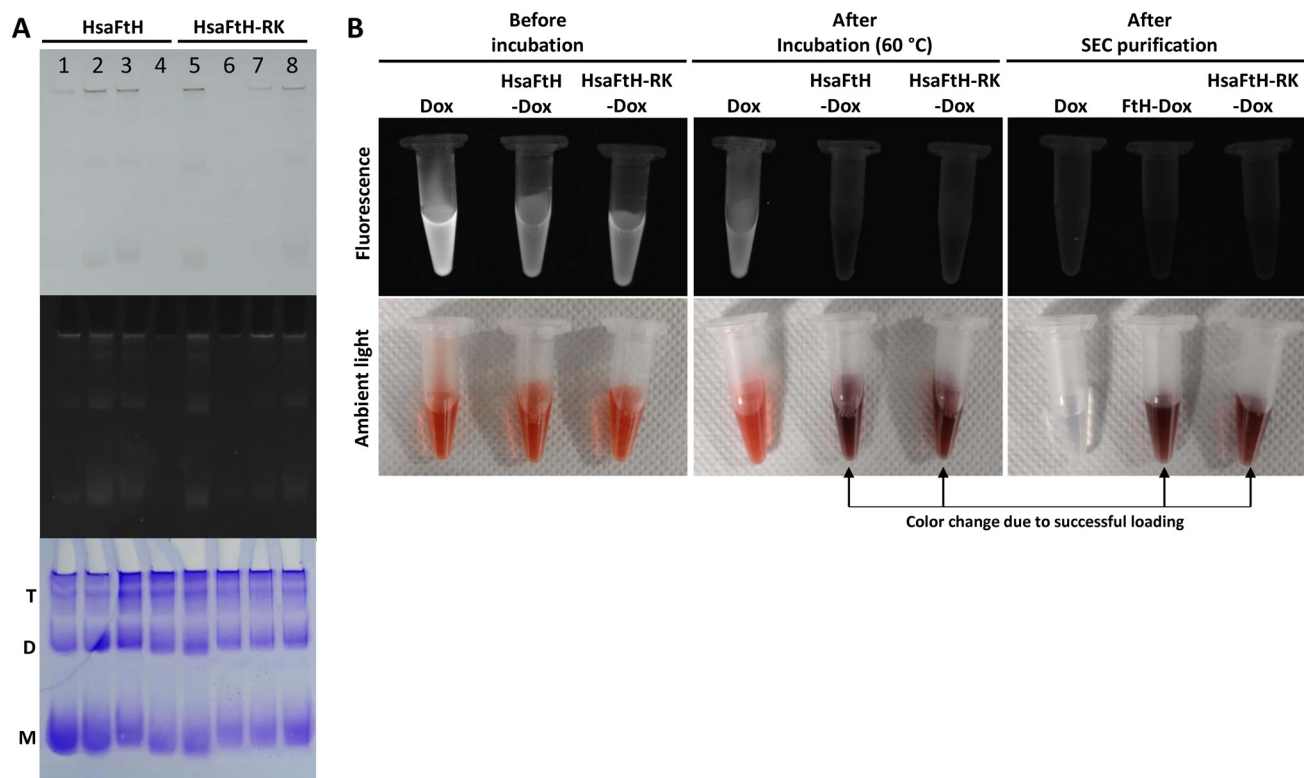 A
HsaFtH HsaFtH-RK
1 2 3 4 5 6 7 8
T
D
M
B
Before
incubation
After
Incubation (60 °C)
After
SEC purification
Dox
HsaFtH
-Dox
HsaFtH-RK
-Dox
Dox
HsaFtH
-Dox
HsaFtH-RK
-Dox
Dox
FtH-Dox
HsaFtH-RK
-Dox
Fluorescence
Ambient light
Color change due to successful loading